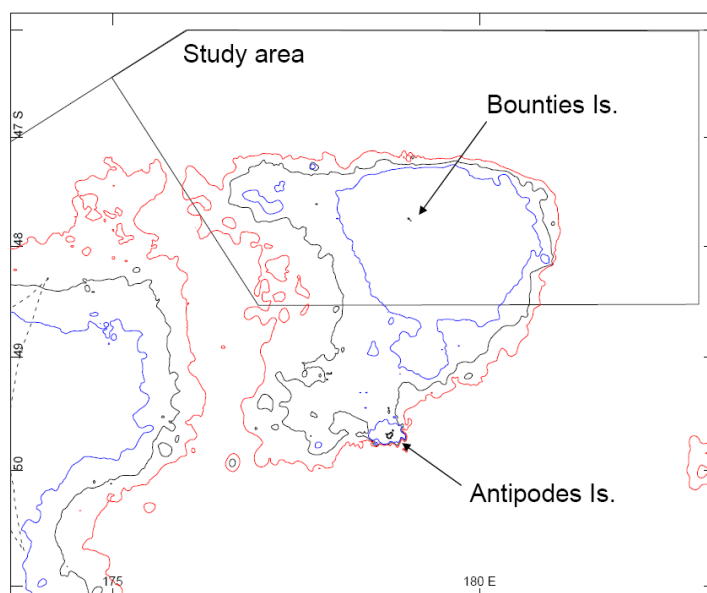 Study area
Bounties Is.
47 S
48
49
50
Antipodes Is.
175
180 E